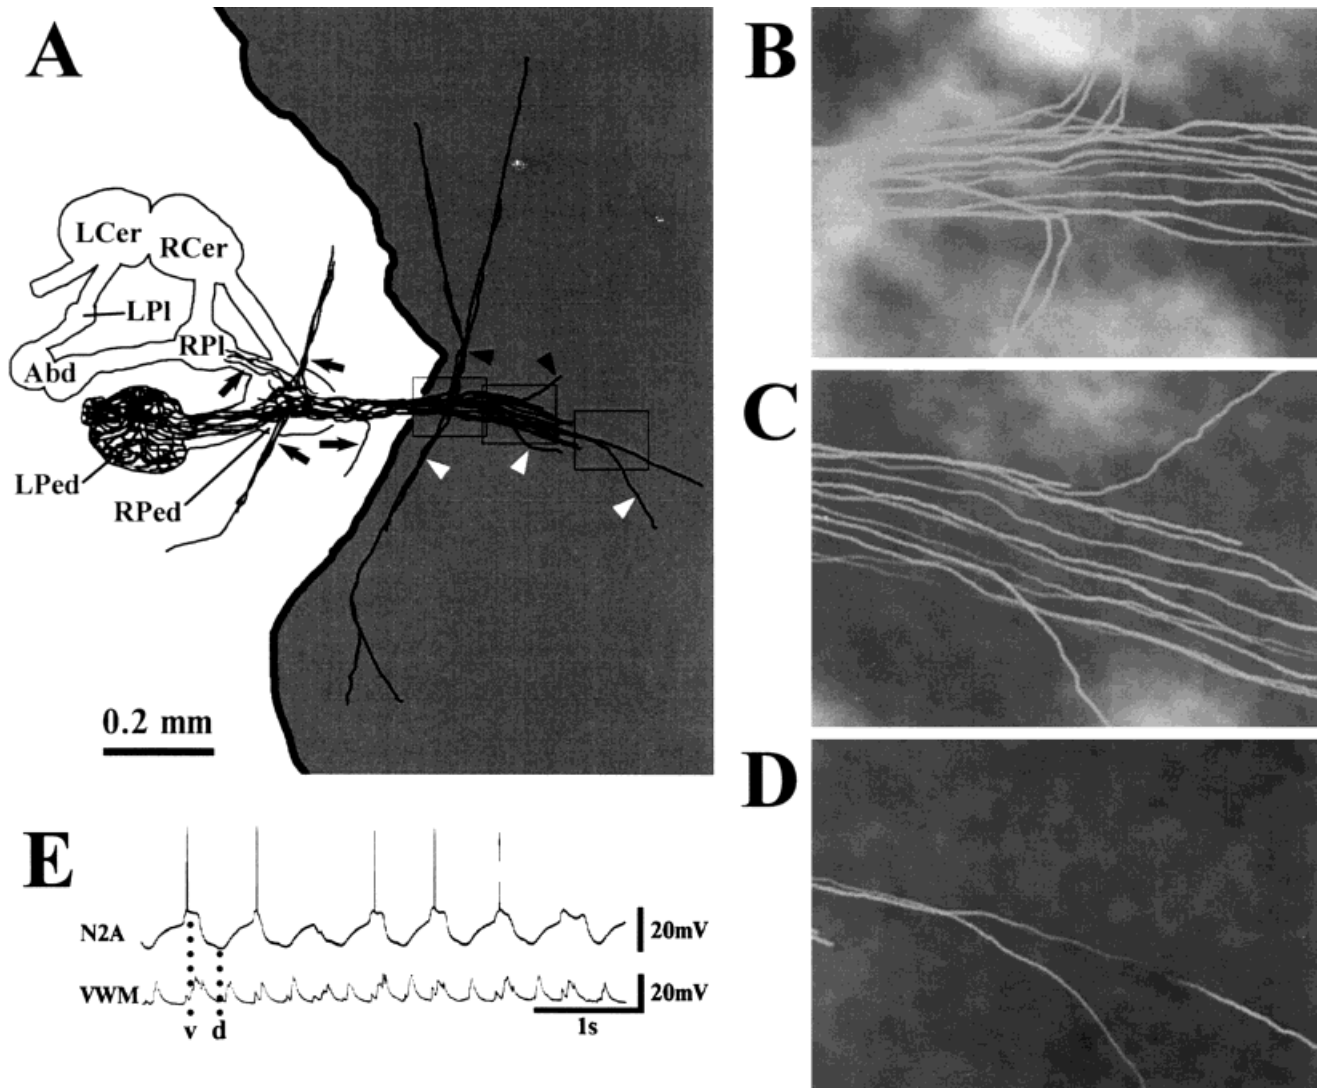 A
B
LCer
RCer
LPl
RPl
Abd
LPed
RPed
0.2 mm
C
D
E
N2A
20mV
VWM
20mV
v d
1s